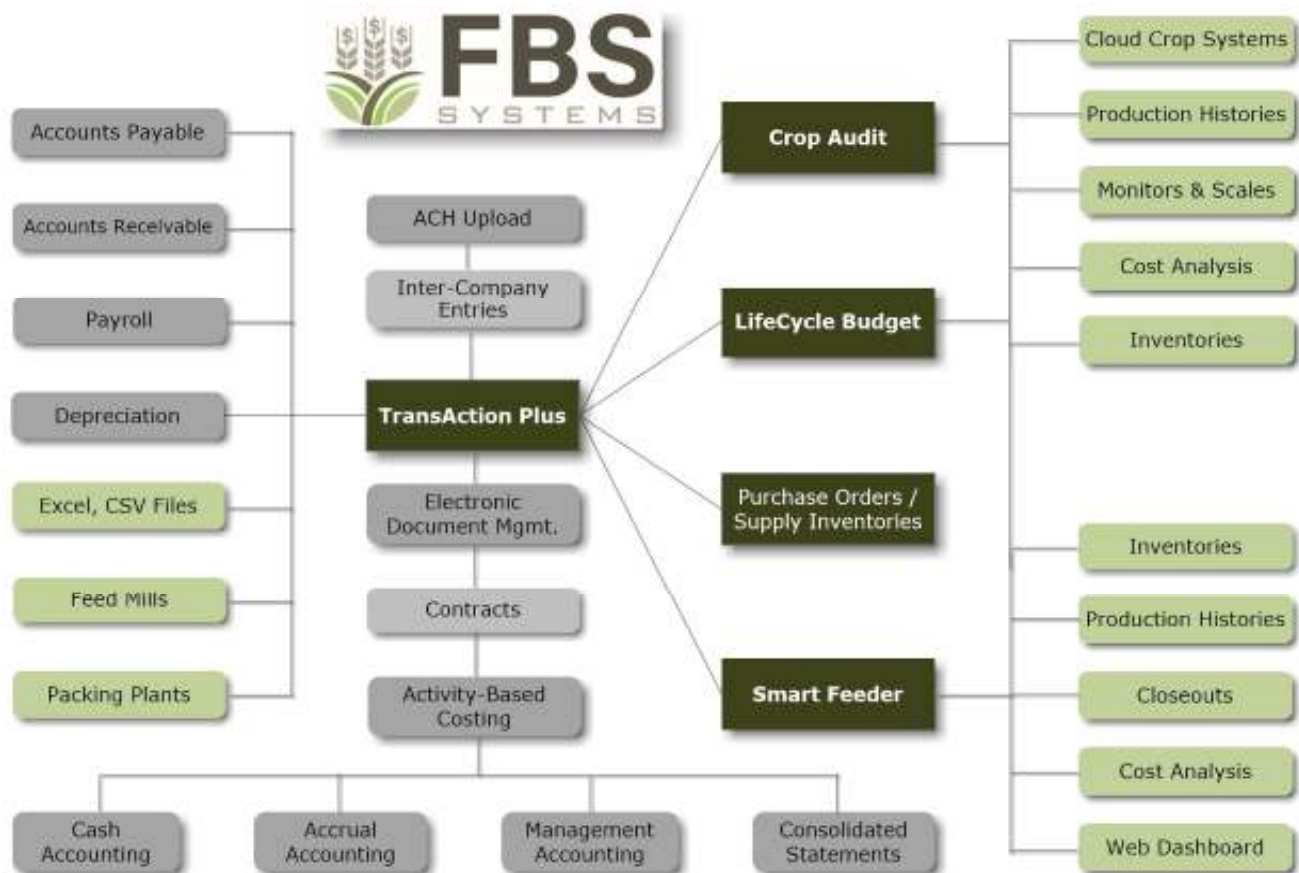 $ $ $
FBS
SYSTEMS
Accounts Payable
Accounts Receivable
Payroll
Depreciation
Excel, CSV Files
Feed Mills
Packing Plants
ACH Upload
Inter-Company
Entries
TransAction Plus
Electronic
Document Mgmt.
Contracts
Activity-Based
Costing
Cash
Accounting
Accrual
Accounting
Management
Accounting
Consolidated
Statements
Crop Audit
LifeCycle Budget
Purchase Orders /
Supply Inventories
Smart Feeder
Cloud Crop Systems
Production Histories
Monitors & Scales
Cost Analysis
Inventories
Inventories
Production Histories
Closeouts
Cost Analysis
Web Dashboard